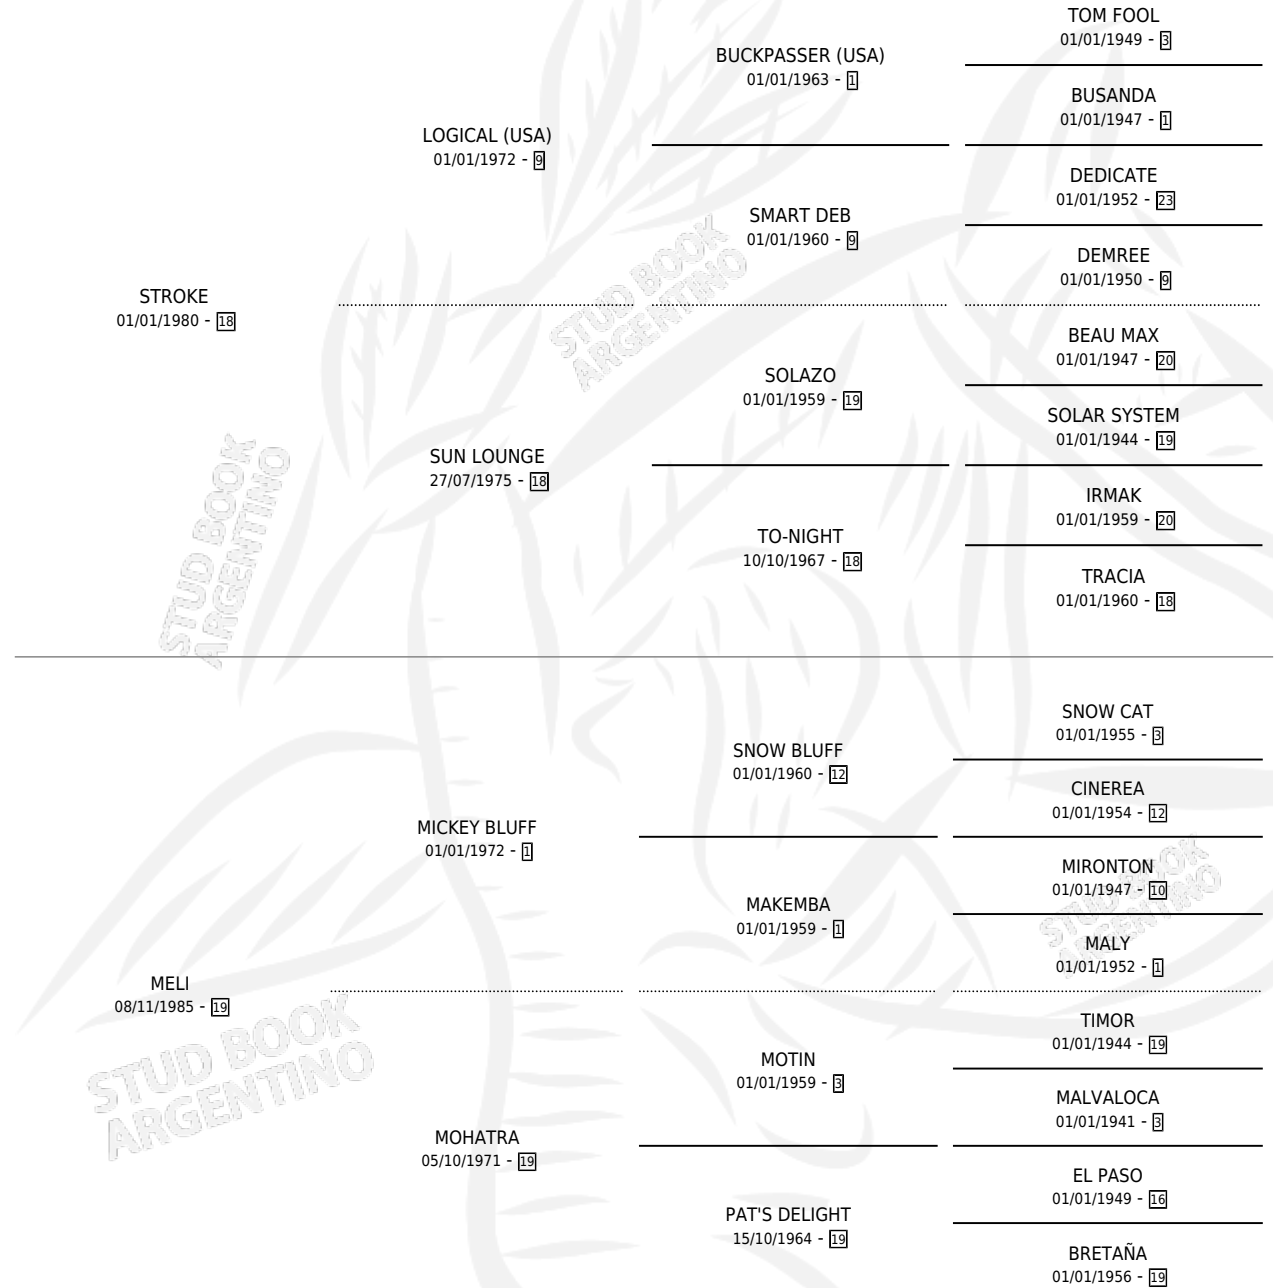 TOM FOOL
01/01/1949 - 3
BUCKPASSER (USA)
01/01/1963 - 1
BUSANDA
01/01/1947 - 1
LOGICAL (USA)
01/01/1972 - 9
DEDICATE
01/01/1952 - 23
SMART DEB
01/01/1960 - 9
DEMREE
01/01/1950 - 9
STROKE
01/01/1980 - 18
BEAU MAX
01/01/1947 - 20
SOLAZO
01/01/1959 - 19
SOLAR SYSTEM
01/01/1944 - 19
SUN LOUNGE
27/07/1975 - 18
IRMAK
01/01/1959 - 20
TO-NIGHT
10/10/1967 - 18
TRACIA
01/01/1960 - 18
SNOW CAT
01/01/1955 - 3
SNOW BLUFF
01/01/1960 - 12
CINEREA
01/01/1954 - 12
MICKEY BLUFF
01/01/1972 - 1
MIRONTON
01/01/1947 - 10
MAKEMBA
01/01/1959 - 1
MALY
01/01/1952 - 1
MELI
08/11/1985 - 19
TIMOR
01/01/1944 - 19
MOTIN
01/01/1959 - 3
MALVALOCA
01/01/1941 - 3
MOHATRA
05/10/1971 - 19
EL PASO
01/01/1949 - 16
PAT'S DELIGHT
15/10/1964 - 19
BRETAÑA
01/01/1956 - 19
STUD BOOK
ARGENTINO
STUD BOOK
ARGENTINO
STUD BOOK
ARGENTINO
STUD BOOK
ARGENTINO